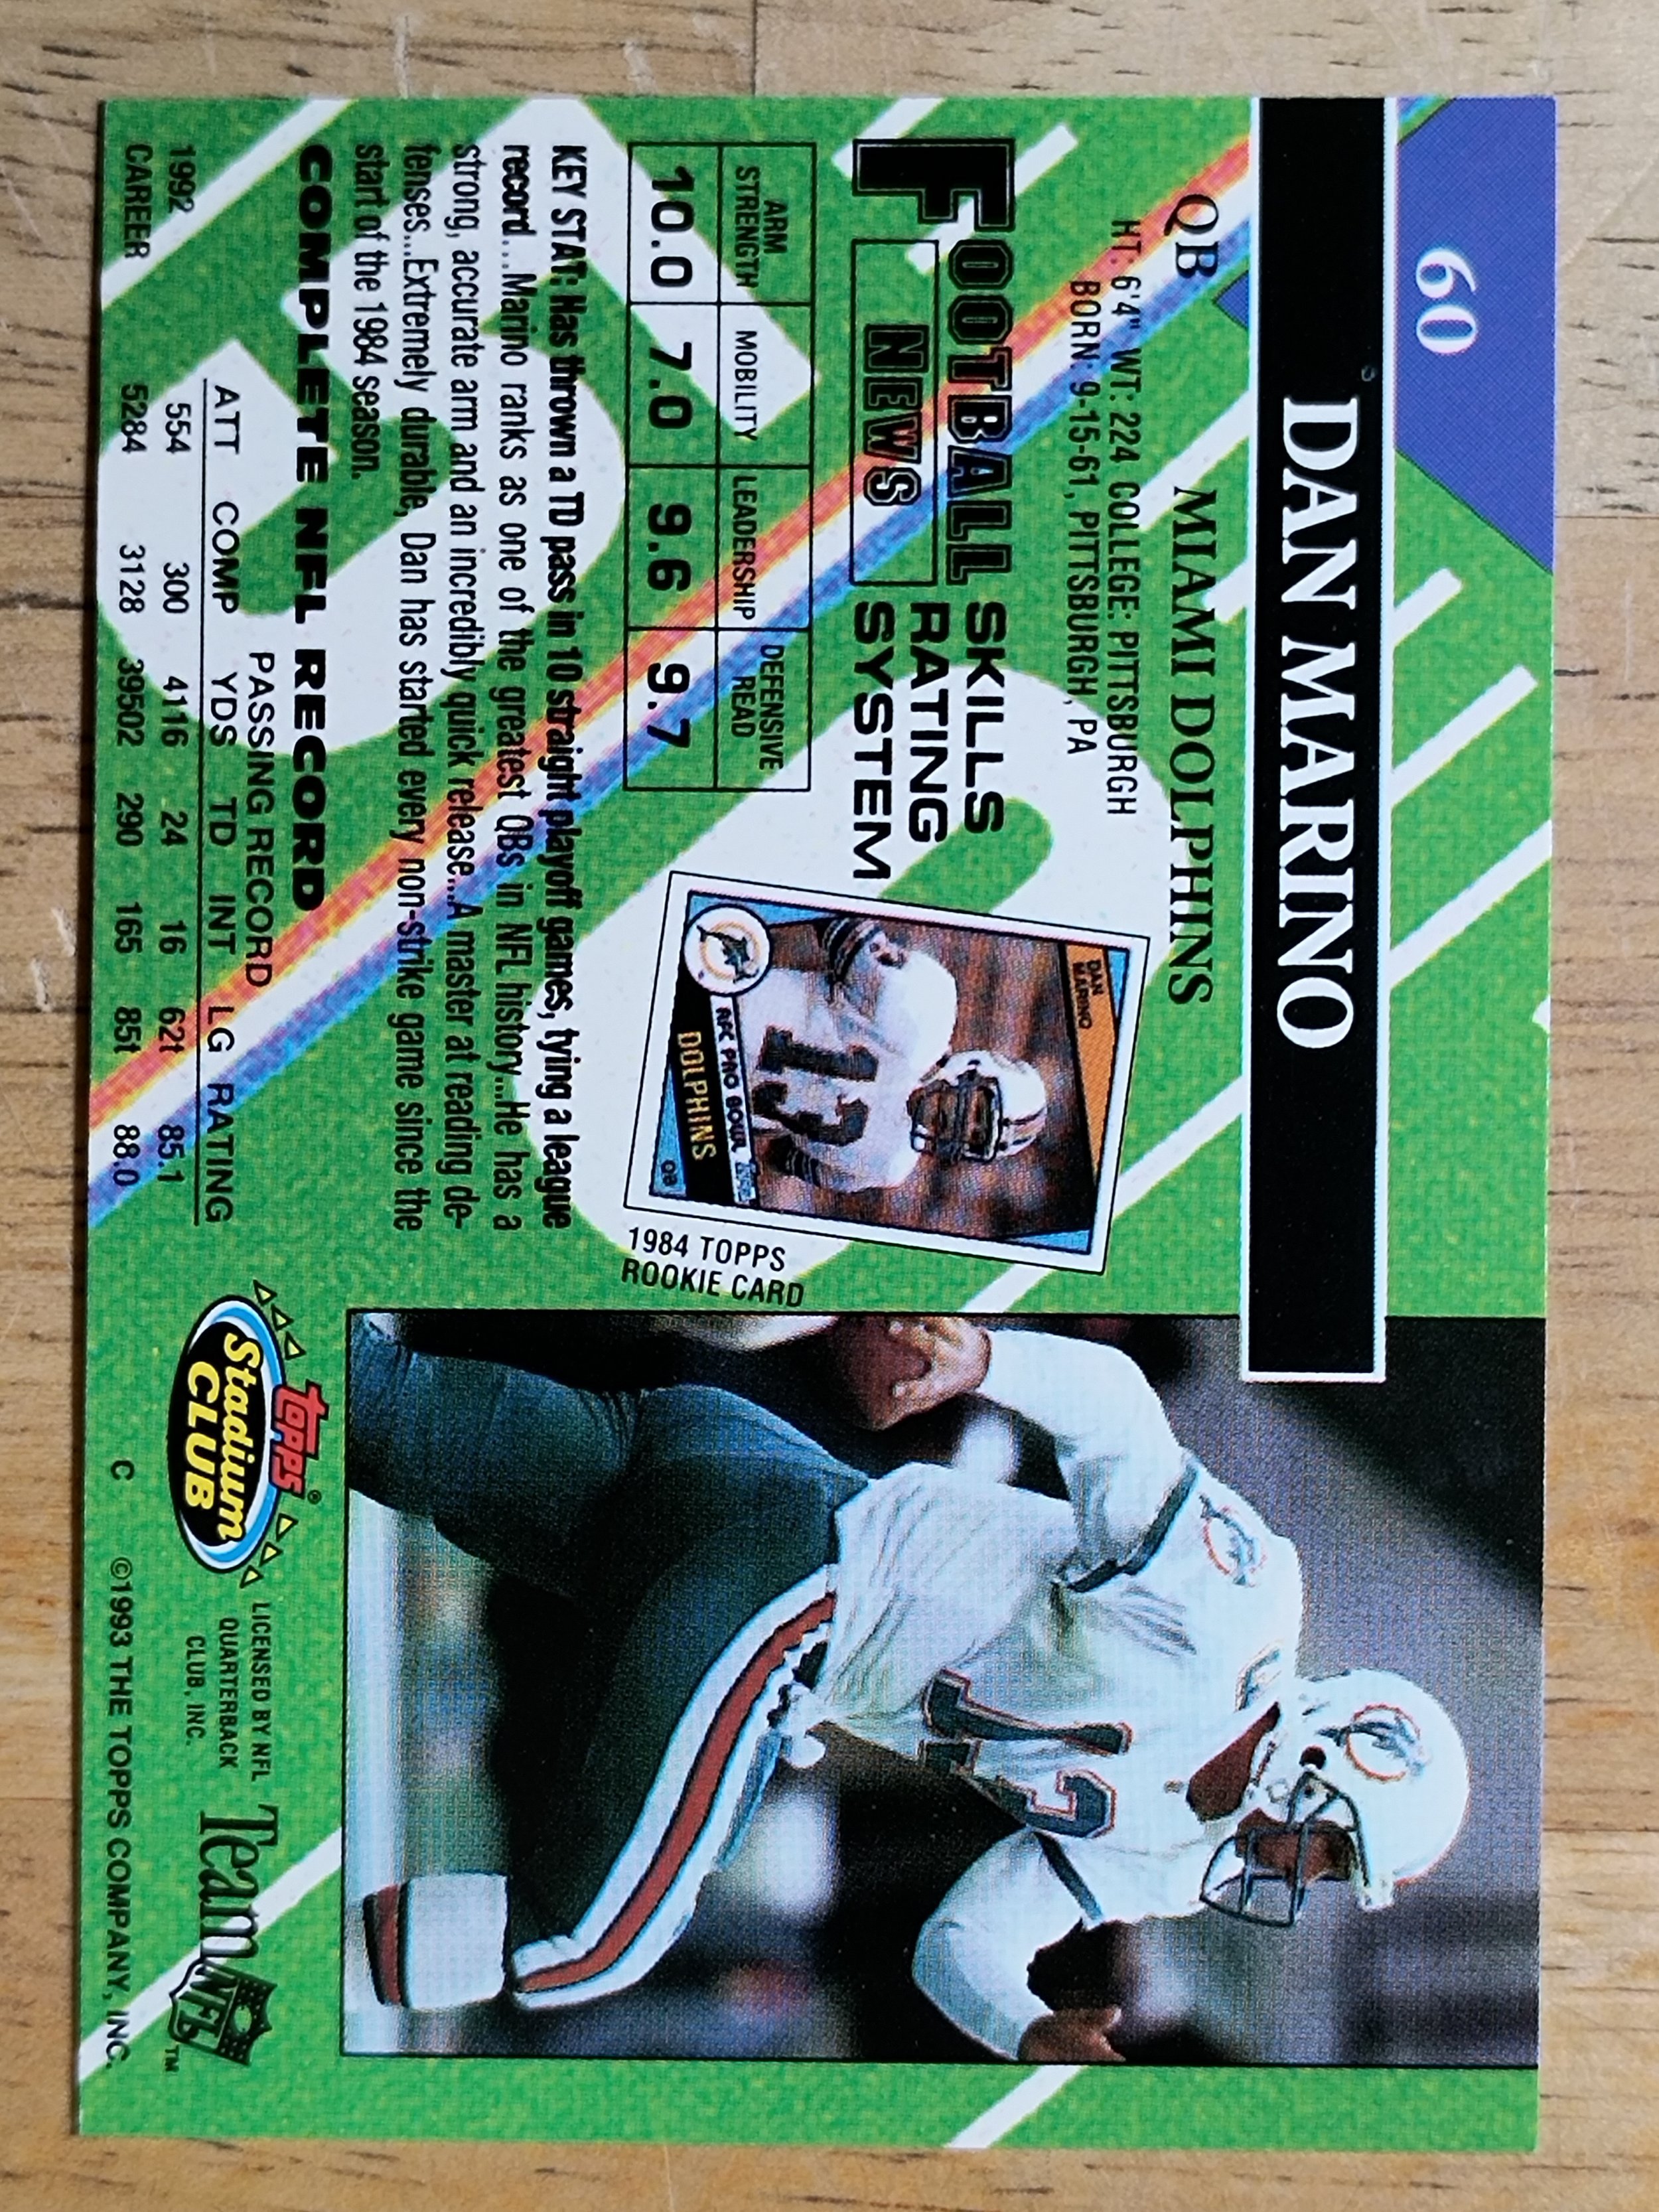 60
DAN MARINO
QB MIAMI DOLPHINS
HT: 6'4" WT: 224 COLLEGE: PITTSBURGH
BORN: 9-15-61, PITTSBURGH, PA
FOOTBALL
NEWS
SKILLS
RATING
SYSTEM
ARM STRENGTH MOBILITY LEADERSHIP DEFENSIVE READ
10.0 7.0 9.6 9.7
DAN
MARINO
13
AFC PRO BOWL
DOLPHINS
QB
1984 TOPPS
ROOKIE CARD
KEY STAT: Has thrown a TD pass in 10 straight playoff games, tying a league
record...Marino ranks as one of the greatest QBs in NFL history...He has a
strong, accurate arm and an incredibly quick release...A master at reading de-
fenses...Extremely durable, Dan has started every non-strike game since the
start of the 1984 season.
COMPLETE NFL RECORD
PASSING RECORD
ATT COMP YDS TD INT LG RATING
1992 554 300 4116 24 16 62t 85.1
CAREER 5284 3128 39502 290 165 85t 88.0
13
TOPPS®
Stadium
CLUB
LICENSED BY NFL
QUARTERBACK
CLUB, INC.
Team NFL™
C ©1993 THE TOPPS COMPANY, INC.